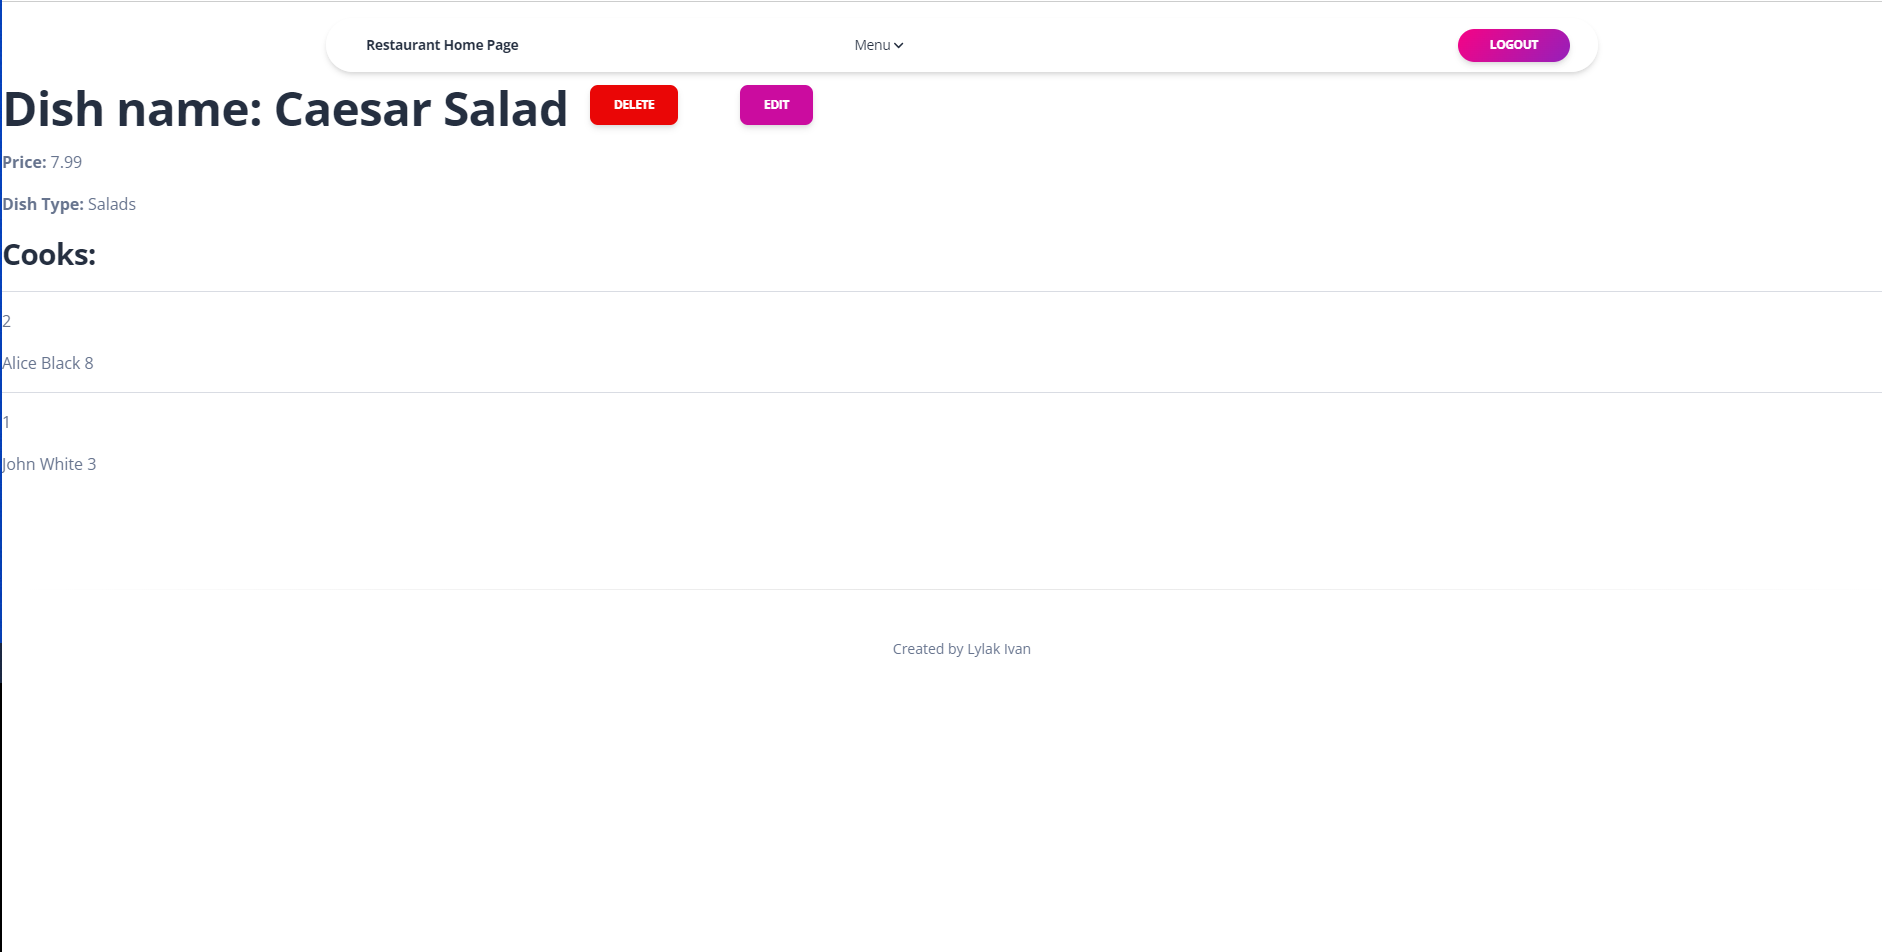 Restaurant Home Page Menu LOGOUT
Dish name: Caesar Salad DELETE EDIT
Price: 7.99
Dish Type: Salads
Cooks:
2
Alice Black 8
1
John White 3
Created by Lylak Ivan